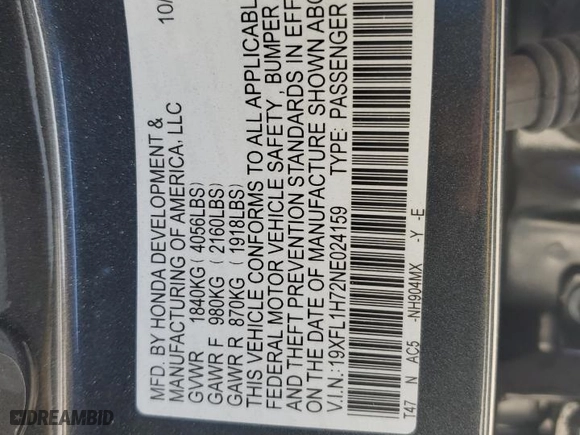 10/
MFD. BY HONDA DEVELOPMENT &
MANUFACTURING OF AMERICA, LLC
GVWR 1840KG ( 4056LBS)
GAWR F 980KG ( 2160LBS)
GAWR R 870KG ( 1918LBS)
THIS VEHICLE CONFORMS TO ALL APPLICABL
FEDERAL MOTOR VEHICLE SAFETY, BUMPER
AND THEFT PREVENTION STANDARDS IN EFF
ON THE DATE OF MANUFACTURE SHOWN ABO
V.I.N.: 19XFL1H72NE024159 TYPE: PASSENGER
T47 N AC5 -NH904MX -Y -E
DREAMBID